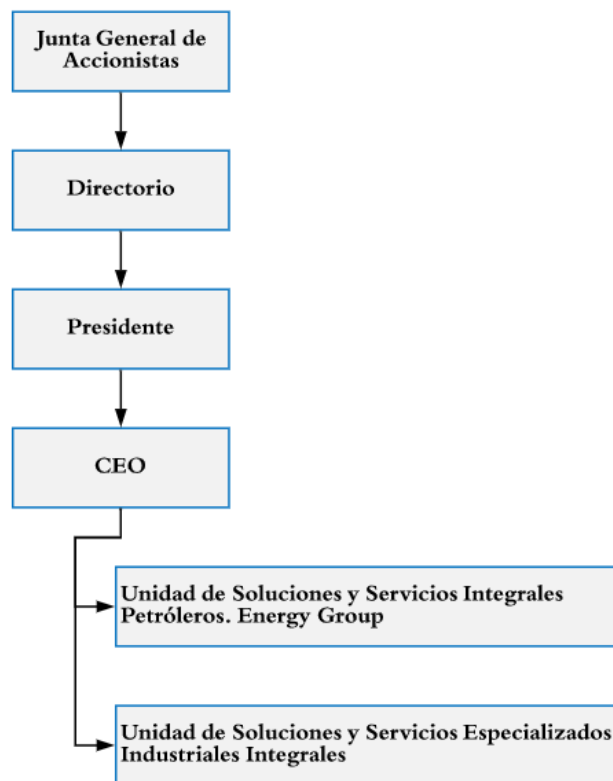 Junta General de
Accionistas
Directorio
Presidente
CEO
Unidad de Soluciones y Servicios Integrales
Petróleros. Energy Group
Unidad de Soluciones y Servicios Especializados
Industriales Integrales